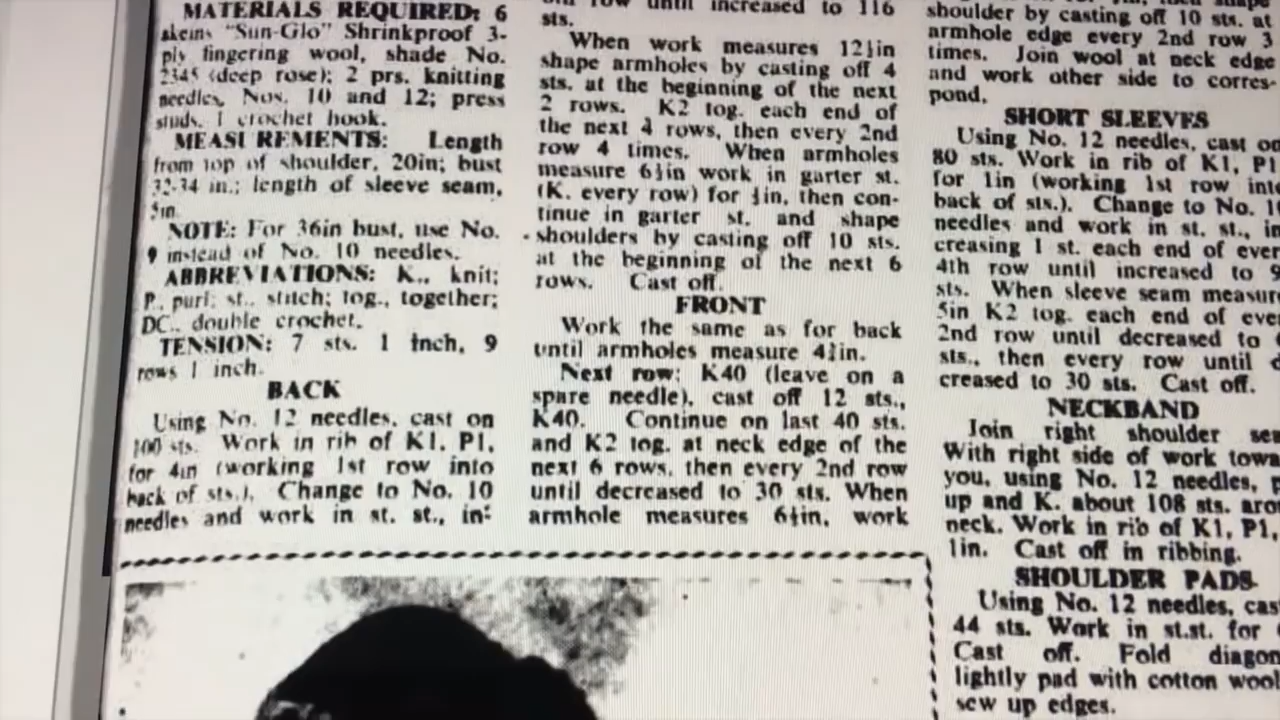 MATERIALS REQUIRED: 6
skeins "Sun-Glo" Shrinkproof 3-
ply fingering wool, shade No.
2345 (deep rose); 2 prs. knitting
needles, Nos. 10 and 12; press
studs, 1 crochet hook.
MEASUREMENTS: Length
from top of shoulder, 20in; bust
32-34 in.; length of sleeve seam,
5in.
NOTE: For 36in bust, use No.
9 instead of No. 10 needles.
ABBREVIATIONS: K., knit;
P., purl; st., stitch; tog., together;
DC., double crochet.
TENSION: 7 sts. 1 inch, 9
rows 1 inch.
BACK
Using No. 12 needles, cast on
100 sts. Work in rib of K1, P1,
for 4in (working 1st row into
back of sts.). Change to No. 10
needles and work in st. st., in-
row until increased to 116
sts.
When work measures 12½in
shape armholes by casting off 4
sts. at the beginning of the next
2 rows. K2 tog. each end of
the next 4 rows, then every 2nd
row 4 times. When armholes
measure 6½in work in garter st.
(K. every row) for ½in, then con-
tinue in garter st. and shape
shoulders by casting off 10 sts.
at the beginning of the next 6
rows. Cast off.
FRONT
Work the same as for back
until armholes measure 4½in.
Next row: K40 (leave on a
spare needle), cast off 12 sts.,
K40. Continue on last 40 sts.
and K2 tog. at neck edge of the
next 6 rows, then every 2nd row
until decreased to 30 sts. When
armhole measures 6½in, work
shoulder by casting off 10 sts. at
armhole edge every 2nd row 3
times. Join wool at neck edge
and work other side to corres-
pond.
SHORT SLEEVES
Using No. 12 needles, cast on
80 sts. Work in rib of K1, P1
for 1in (working 1st row into
back of sts.). Change to No. 10
needles and work in st. st., in
creasing 1 st. each end of ever
4th row until increased to 9
sts. When sleeve seam measure
5in K2 tog. each end of eve
2nd row until decreased to
sts., then every row until
creased to 30 sts. Cast off.
NECKBAND
Join right shoulder
With right side of work towa
you, using No. 12 needles, p
up and K. about 108 sts. aro
neck. Work in rib of K1, P1,
1in. Cast off in ribbing.
SHOULDER PADS
Using No. 12 needles, cas
44 sts. Work in st.st. for
Cast off. Fold diagon
lightly pad with cotton wool
sew up edges.